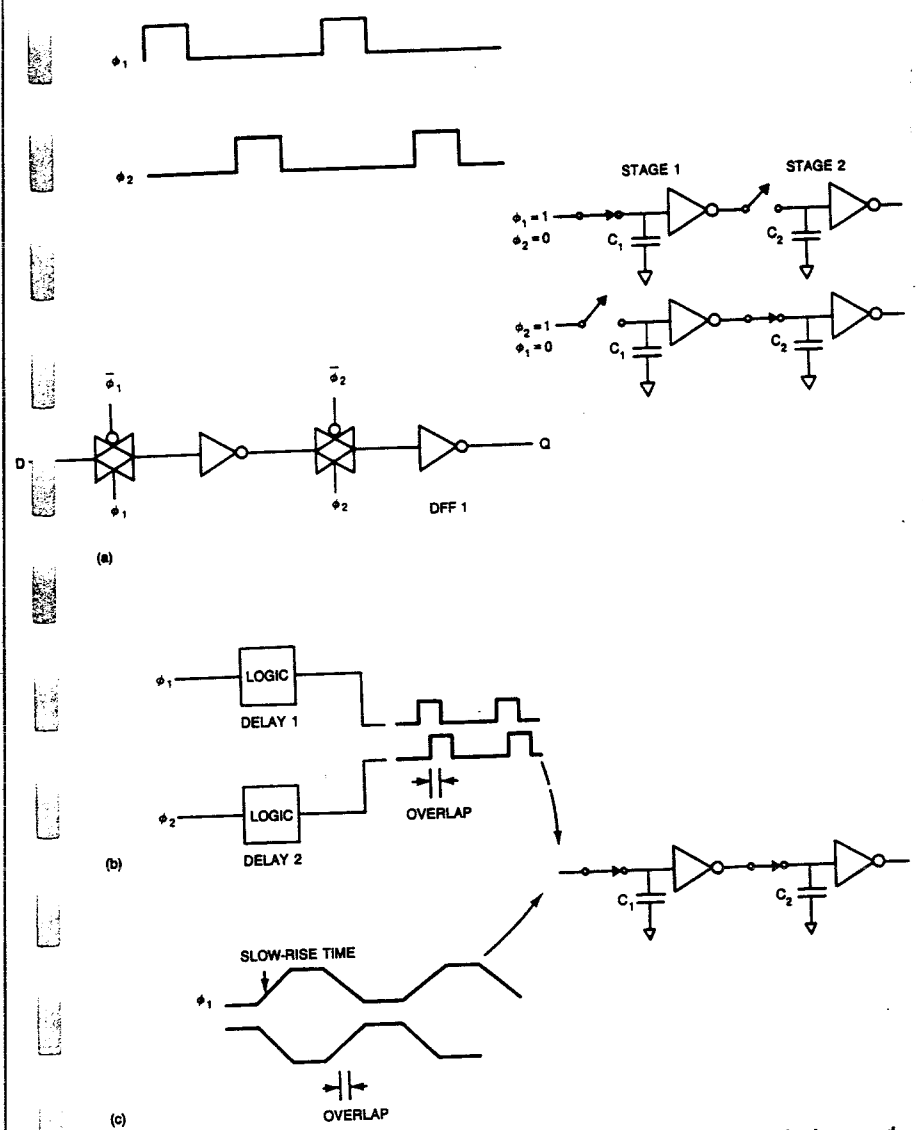 ϕ1
ϕ2
STAGE 1 STAGE 2
ϕ1 = 1
ϕ2 = 0
C1
C2
ϕ2 = 1
ϕ1 = 0
C1
C2
ϕ̅1
ϕ̅2
D
Q
ϕ1
ϕ2
DFF 1
(a)
ϕ1
LOGIC
DELAY 1
OVERLAP
ϕ2
LOGIC
DELAY 2
(b)
C1
C2
SLOW-RISE TIME
ϕ1
OVERLAP
(c)